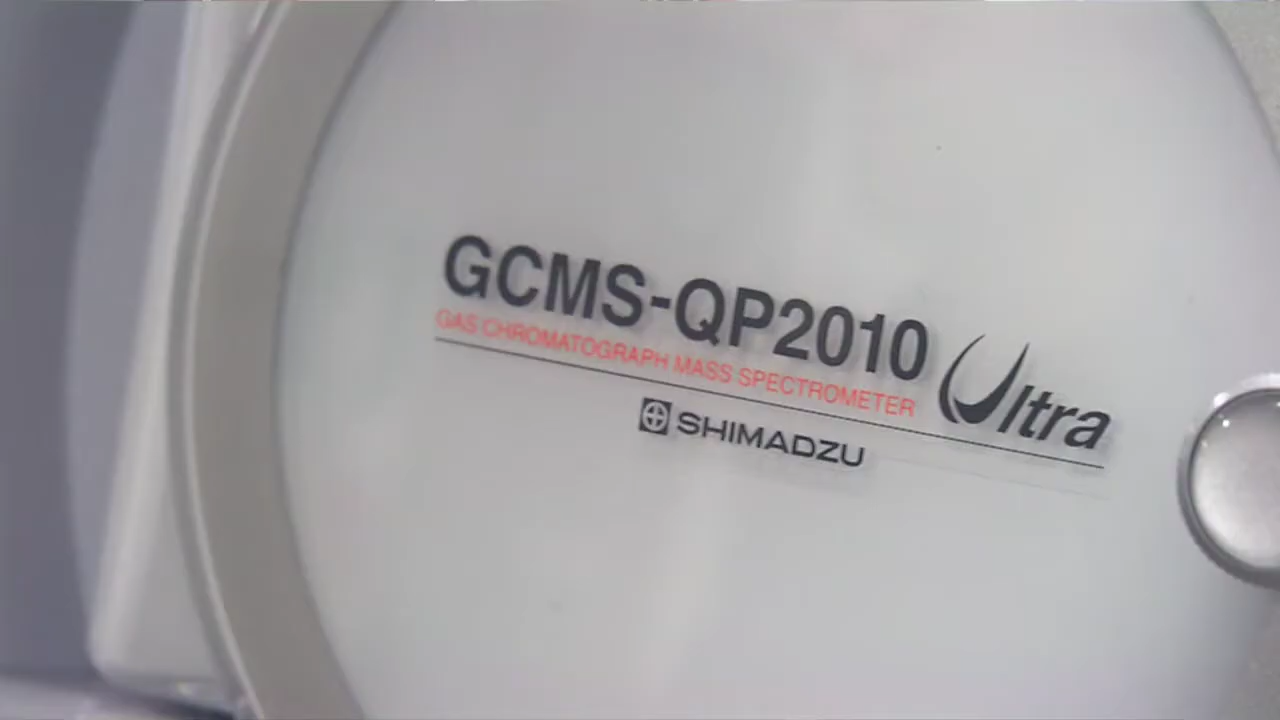 GCMS-QP2010 Ultra
GAS CHROMATOGRAPH MASS SPECTROMETER
SHIMADZU